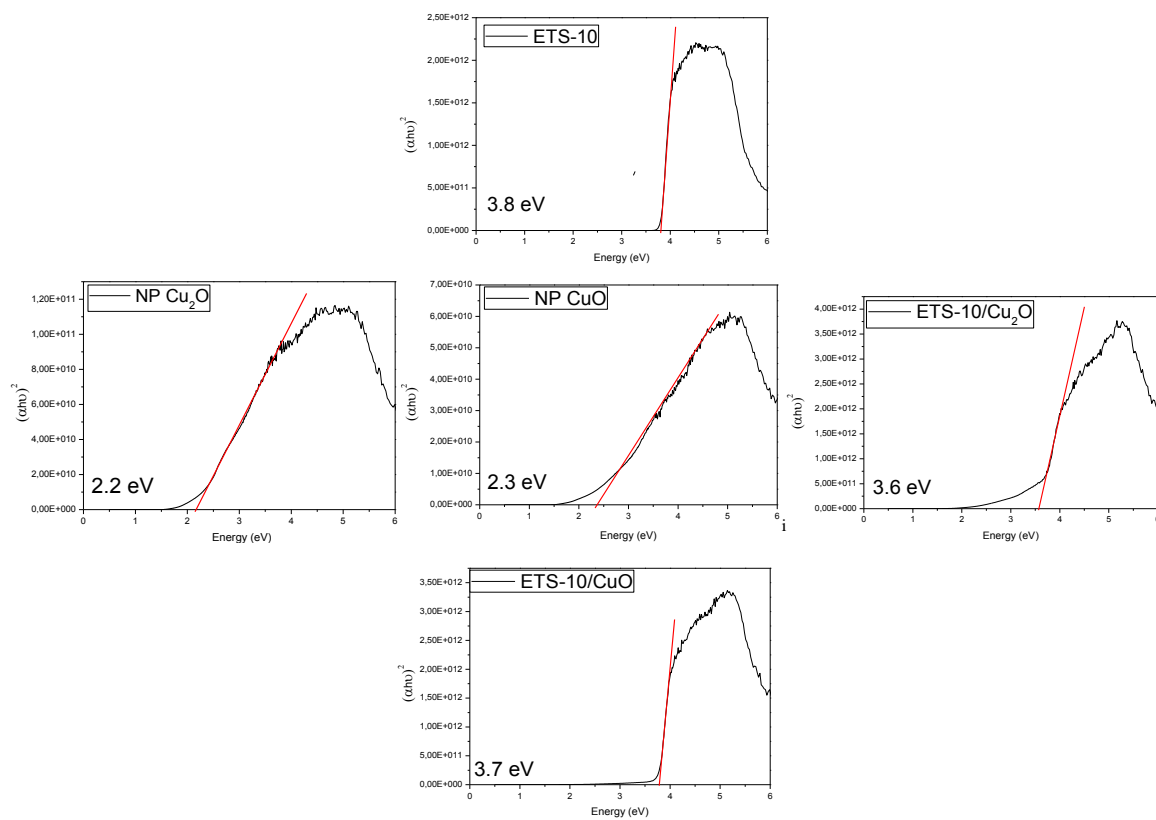 ETS-10
2,50E+012
2,00E+012
1,50E+012
1,00E+012
5,00E+011
0,00E+000
(αhυ)²
3.8 eV
0 1 2 3 4 5 6
Energy (eV)
NP Cu₂O
1,20E+011
1,00E+011
8,00E+010
6,00E+010
4,00E+010
2,00E+010
0,00E+000
(αhυ)²
2.2 eV
0 1 2 3 4 5 6
Energy (eV)
NP CuO
7,00E+010
6,00E+010
5,00E+010
4,00E+010
3,00E+010
2,00E+010
1,00E+010
0,00E+000
(αhυ)²
2.3 eV
0 1 2 3 4 5 6
i
Energy (eV)
ETS-10/Cu₂O
4,00E+012
3,50E+012
3,00E+012
2,50E+012
2,00E+012
1,50E+012
1,00E+012
5,00E+011
0,00E+000
(αhυ)²
3.6 eV
0 1 2 3 4 5 6
Energy (eV)
ETS-10/CuO
3,50E+012
3,00E+012
2,50E+012
2,00E+012
1,50E+012
1,00E+012
5,00E+011
0,00E+000
(αhυ)²
3.7 eV
0 1 2 3 4 5 6
Energy (eV)